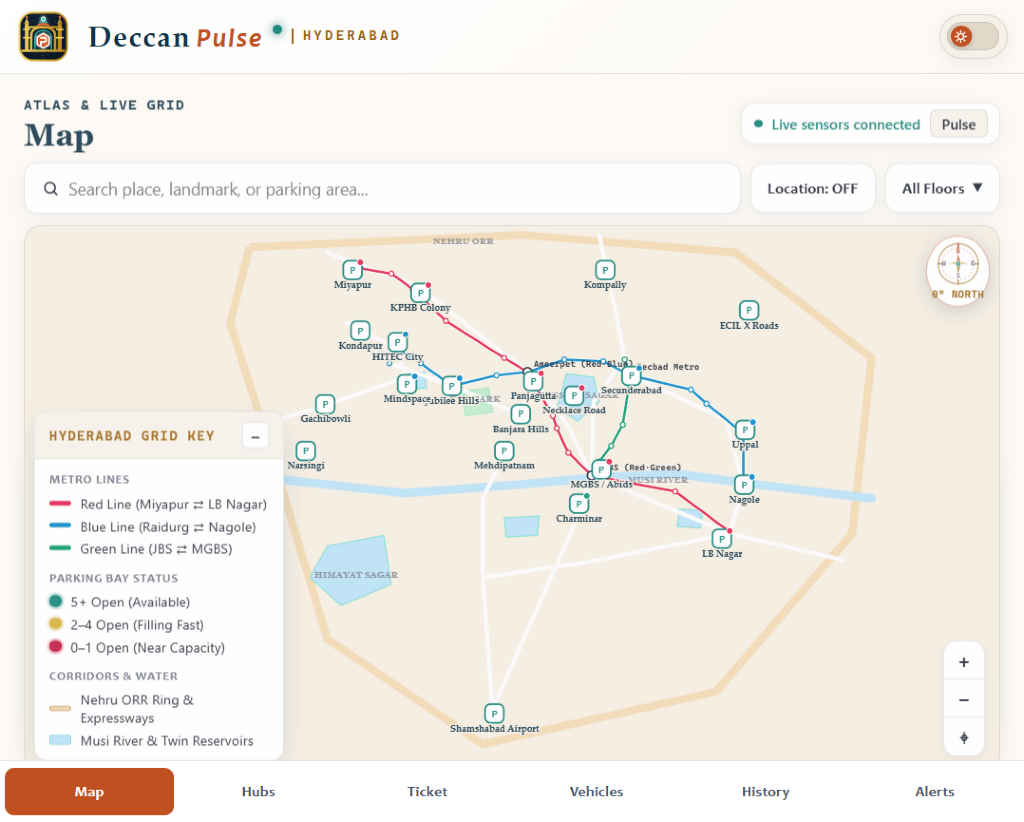 Deccan Pulse | HYDERABAD
ATLAS & LIVE GRID
Map
Live sensors connected
Pulse
Search place, landmark, or parking area...
Location: OFF
All Floors ▼
NEHRU ORR
0° NORTH
P
Miyapur
P
KPHB Colony
P
Kompally
P
ECIL X Roads
P
Kondapur
P
HITEC City
Ameerpet (Red-Blue)
Secbad Metro
P
Mindspace
P
Jubilee Hills
ARK
P
Panjagutta
SAGAR
P
Necklace Road
P
Secunderabad
P
Gachibowli
P
Banjara Hills
P
Uppal
P
Narsingi
P
Mehdipatnam
(Red-Green)
P
MGBS / Abids
MUSI RIVER
P
Nagole
P
Charminar
P
LB Nagar
HIMAYAT SAGAR
P
Shamshabad Airport
HYDERABAD GRID KEY
–
METRO LINES
Red Line (Miyapur ⇄ LB Nagar)
Blue Line (Raidurg ⇄ Nagole)
Green Line (JBS ⇄ MGBS)
PARKING BAY STATUS
5+ Open (Available)
2–4 Open (Filling Fast)
0–1 Open (Near Capacity)
CORRIDORS & WATER
Nehru ORR Ring &
Expressways
Musi River & Twin Reservoirs
+
−
Map
Hubs
Ticket
Vehicles
History
Alerts